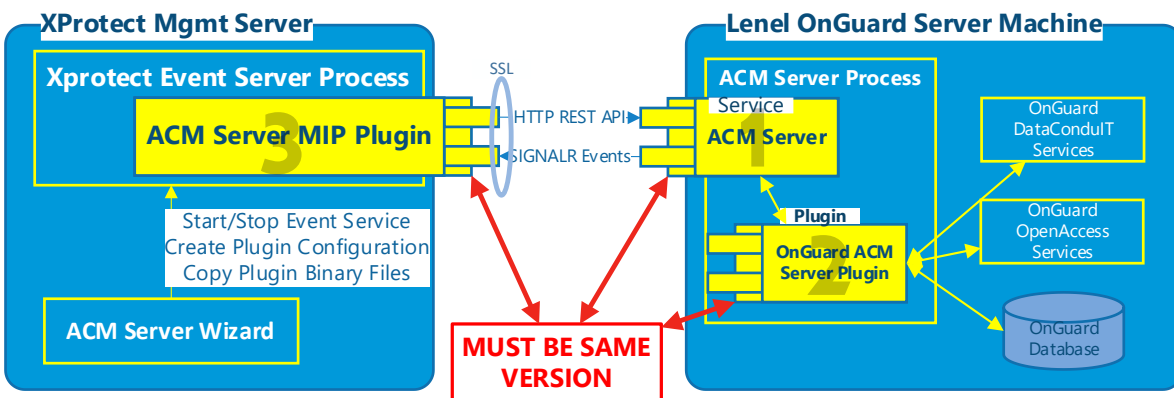 XProtect Mgmt Server
Xprotect Event Server Process
3
ACM Server MIP Plugin
Start/Stop Event Service
Create Plugin Configuration
Copy Plugin Binary Files
ACM Server Wizard
SSL
HTTP REST API
SIGNALR Events
MUST BE SAME
VERSION
Lenel OnGuard Server Machine
ACM Server Process
Service
1
ACM Server
Plugin
2
OnGuard ACM
Server Plugin
OnGuard
DataConduIT
Services
OnGuard
OpenAccess
Services
OnGuard
Database